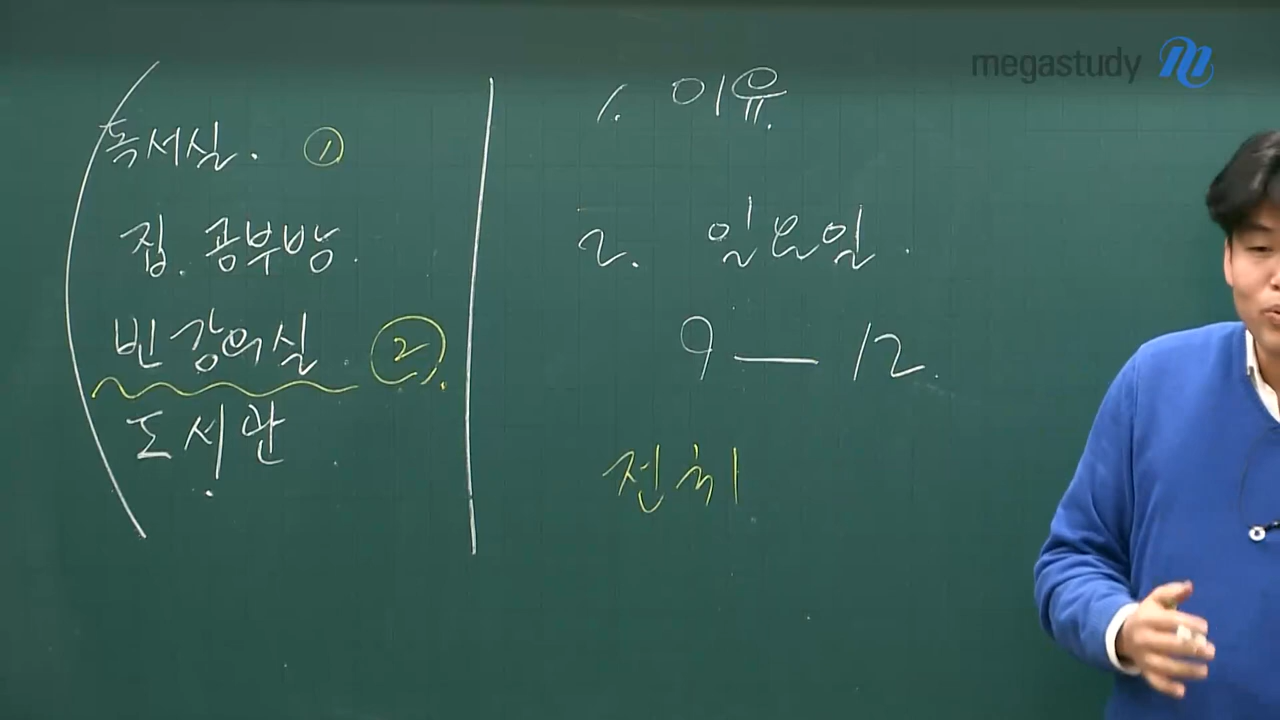 megastudy
독서실. ①
집. 공부방.
빈 강의실. ②.
도서관.
1. 이유.
2. 일요일.
9 — 12.
전치